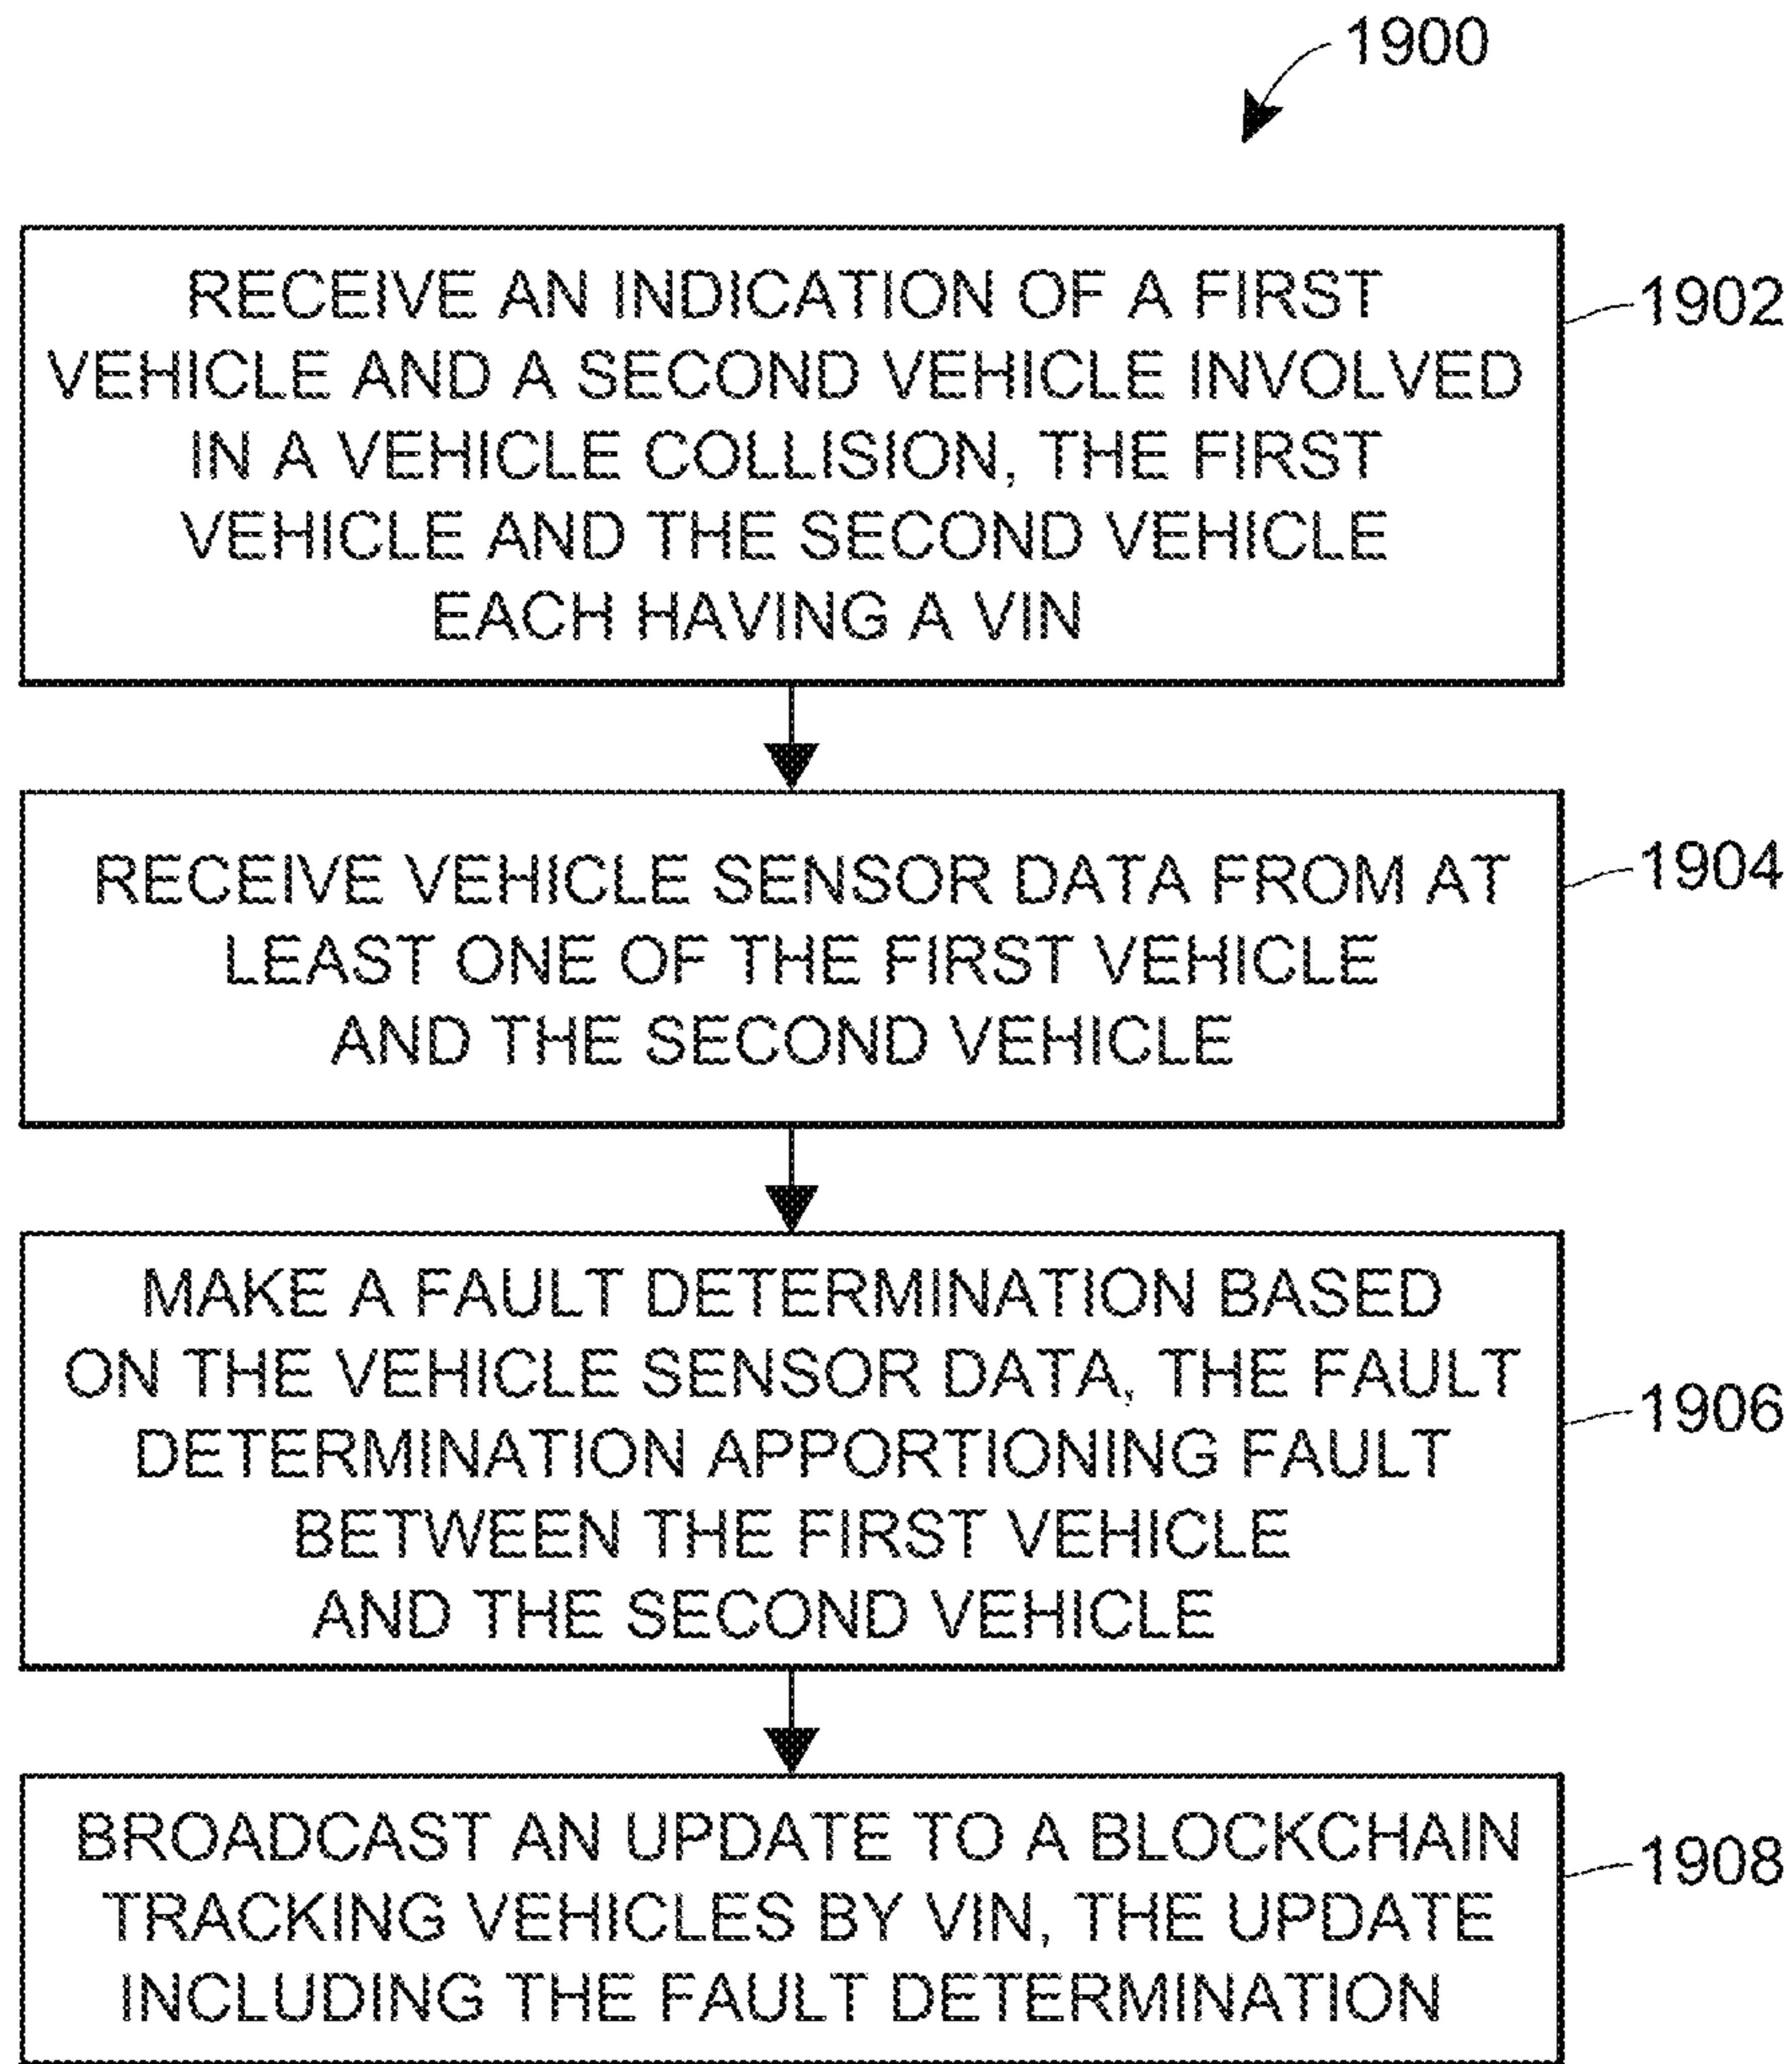 1900
RECEIVE AN INDICATION OF A FIRST
VEHICLE AND A SECOND VEHICLE INVOLVED
IN A VEHICLE COLLISION, THE FIRST
VEHICLE AND THE SECOND VEHICLE
EACH HAVING A VIN
1902
RECEIVE VEHICLE SENSOR DATA FROM AT
LEAST ONE OF THE FIRST VEHICLE
AND THE SECOND VEHICLE
1904
MAKE A FAULT DETERMINATION BASED
ON THE VEHICLE SENSOR DATA, THE FAULT
DETERMINATION APPORTIONING FAULT
BETWEEN THE FIRST VEHICLE
AND THE SECOND VEHICLE
1906
BROADCAST AN UPDATE TO A BLOCKCHAIN
TRACKING VEHICLES BY VIN, THE UPDATE
INCLUDING THE FAULT DETERMINATION
1908